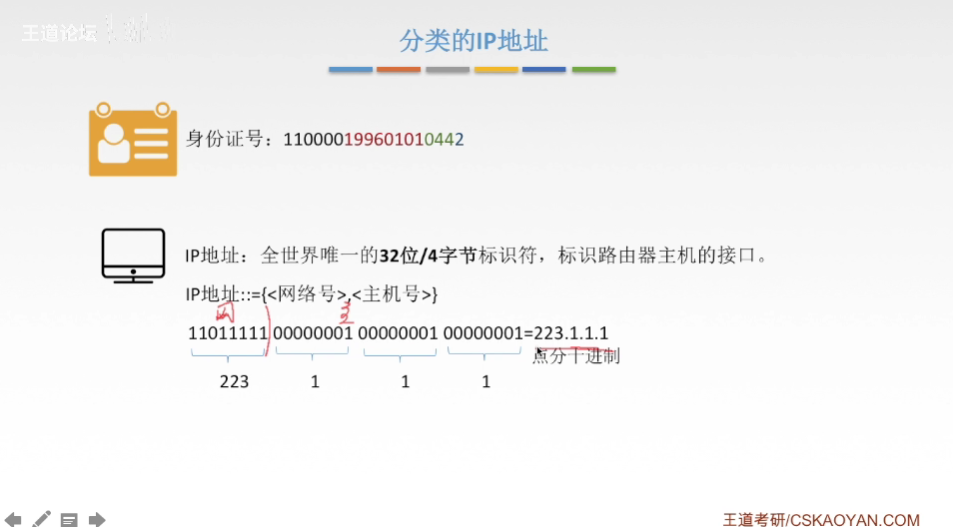 王道论坛
分类的IP地址
身份证号：110000199601010442
IP地址：全世界唯一的32位/4字节标识符，标识路由器主机的接口。
IP地址::={<网络号>,<主机号>}
网 主
11011111 00000001 00000001 00000001=223.1.1.1
点分十进制
223 1 1 1
王道考研/CSKAOYAN.COM